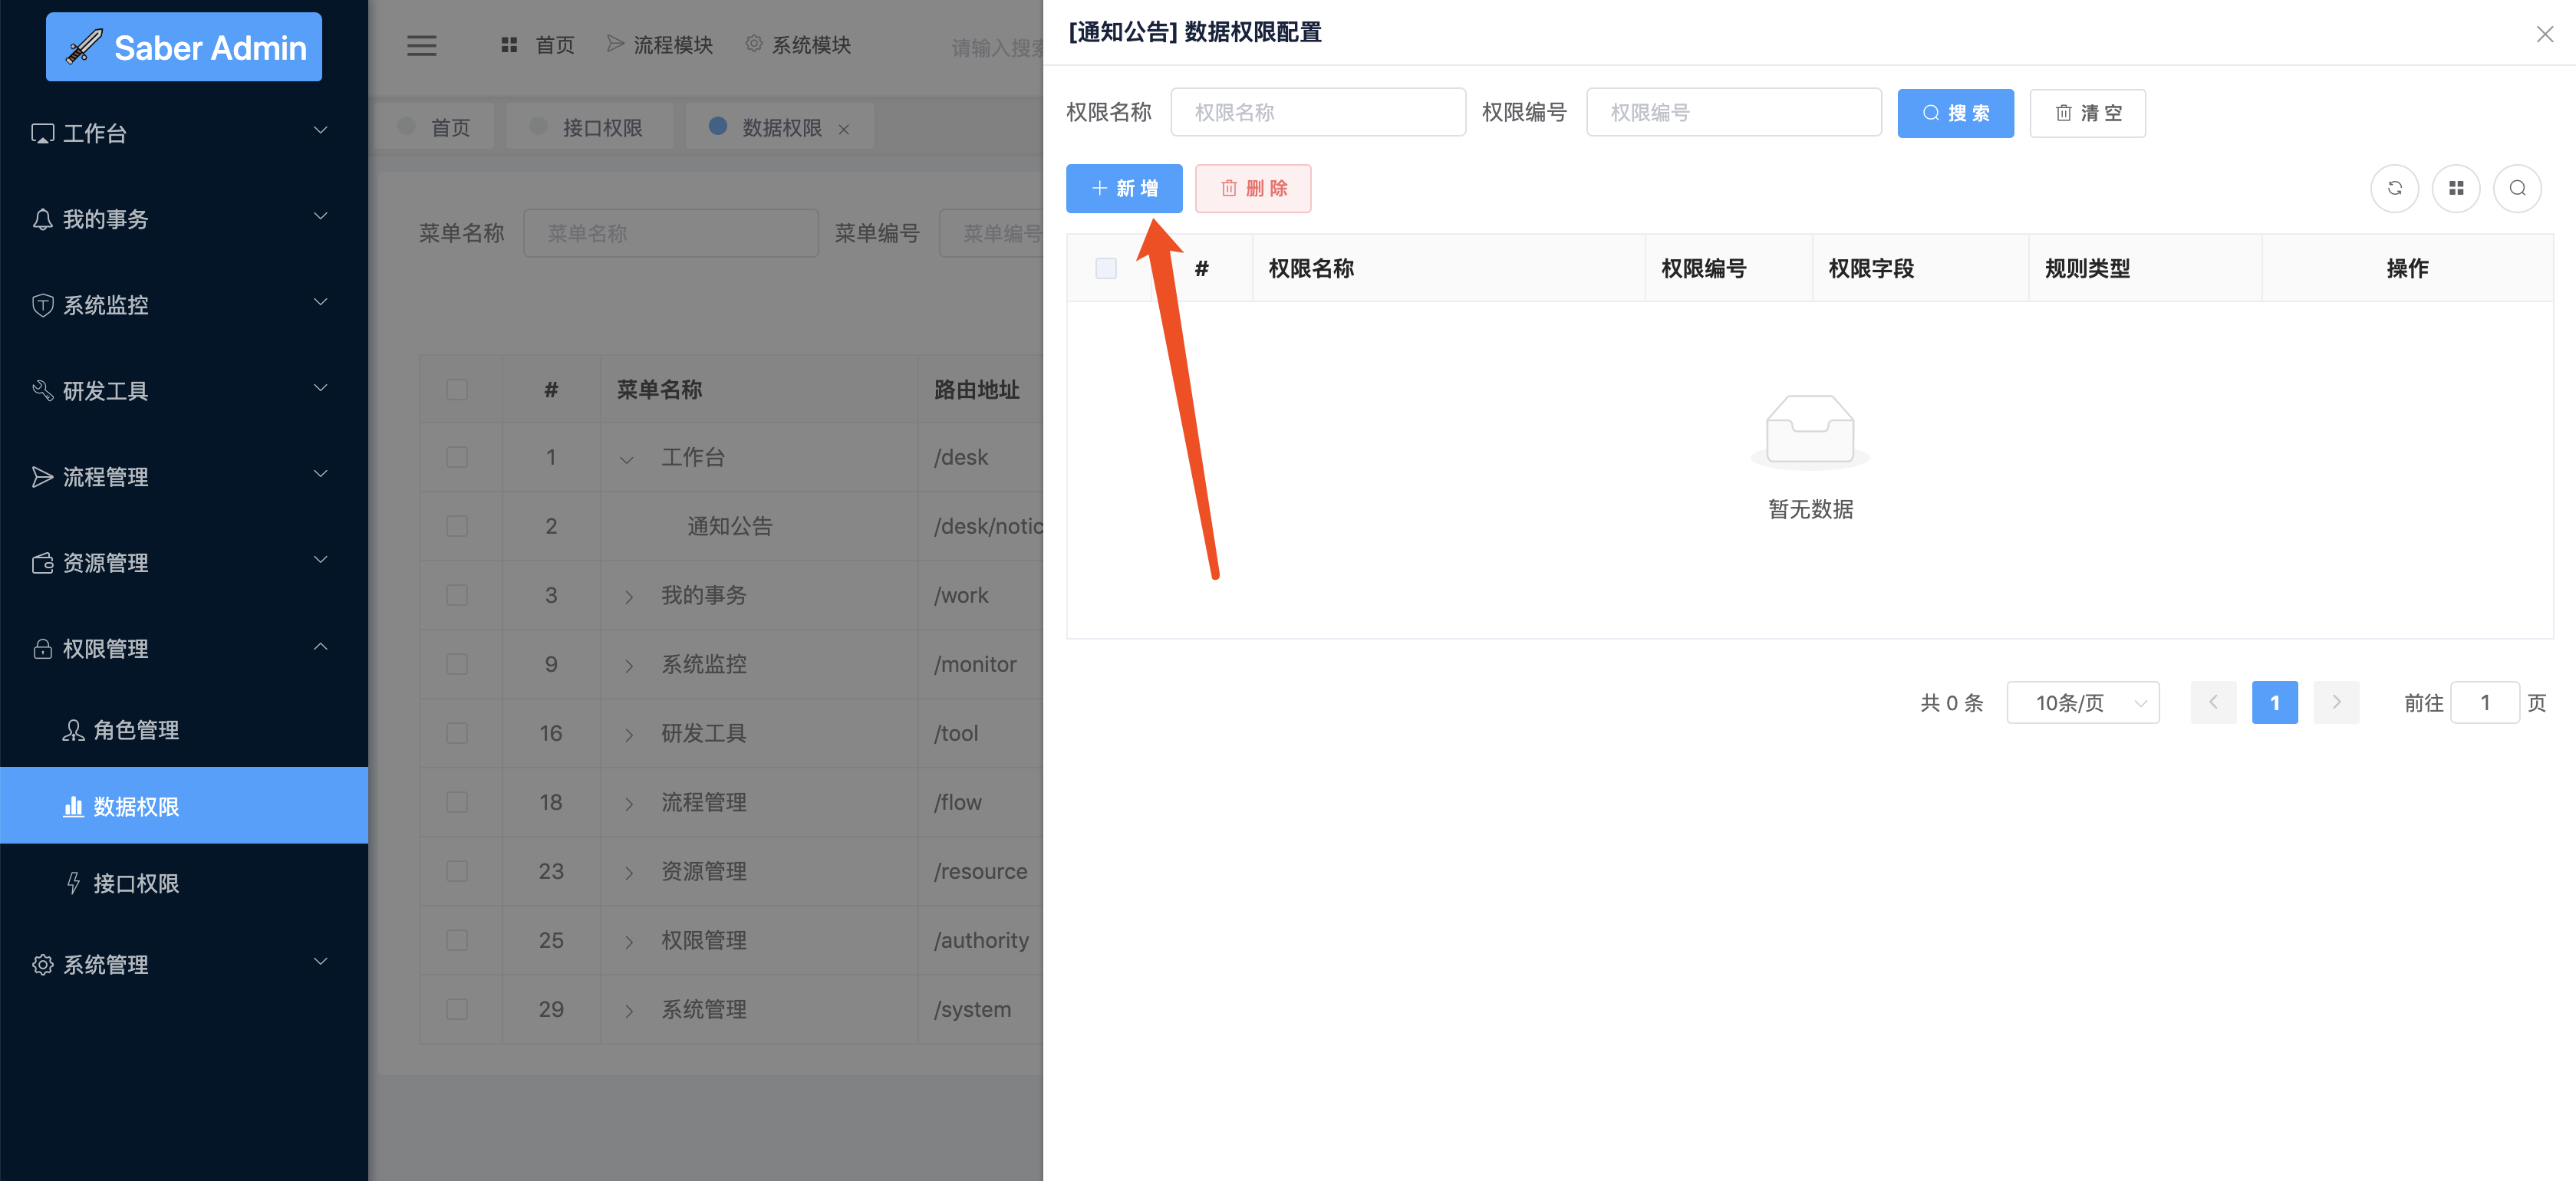 Saber Admin
工作台
我的事务
系统监控
研发工具
流程管理
资源管理
权限管理
角色管理
数据权限
接口权限
系统管理
首页 流程模块 系统模块 请输入搜索
首页 接口权限 数据权限
菜单名称 菜单名称 菜单编号 菜单编号
# 菜单名称 路由地址
1 工作台 /desk
2 通知公告 /desk/notic
3 我的事务 /work
9 系统监控 /monitor
16 研发工具 /tool
18 流程管理 /flow
23 资源管理 /resource
25 权限管理 /authority
29 系统管理 /system
[通知公告] 数据权限配置
权限名称 权限名称 权限编号 权限编号 搜 索 清 空
新 增 删 除
# 权限名称 权限编号 权限字段 规则类型 操作
暂无数据
共 0 条 10条/页 1 前往 1 页